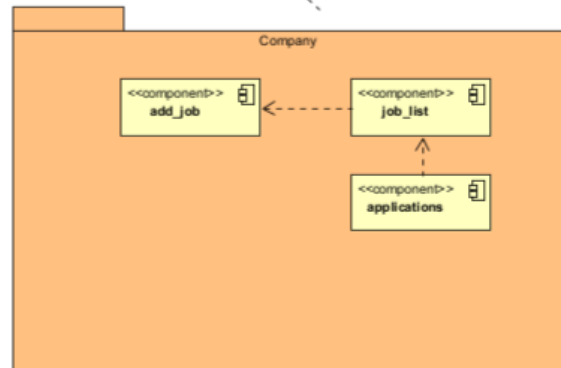 Company
<<component>>
add_job
<<component>>
job_list
<<component>>
applications